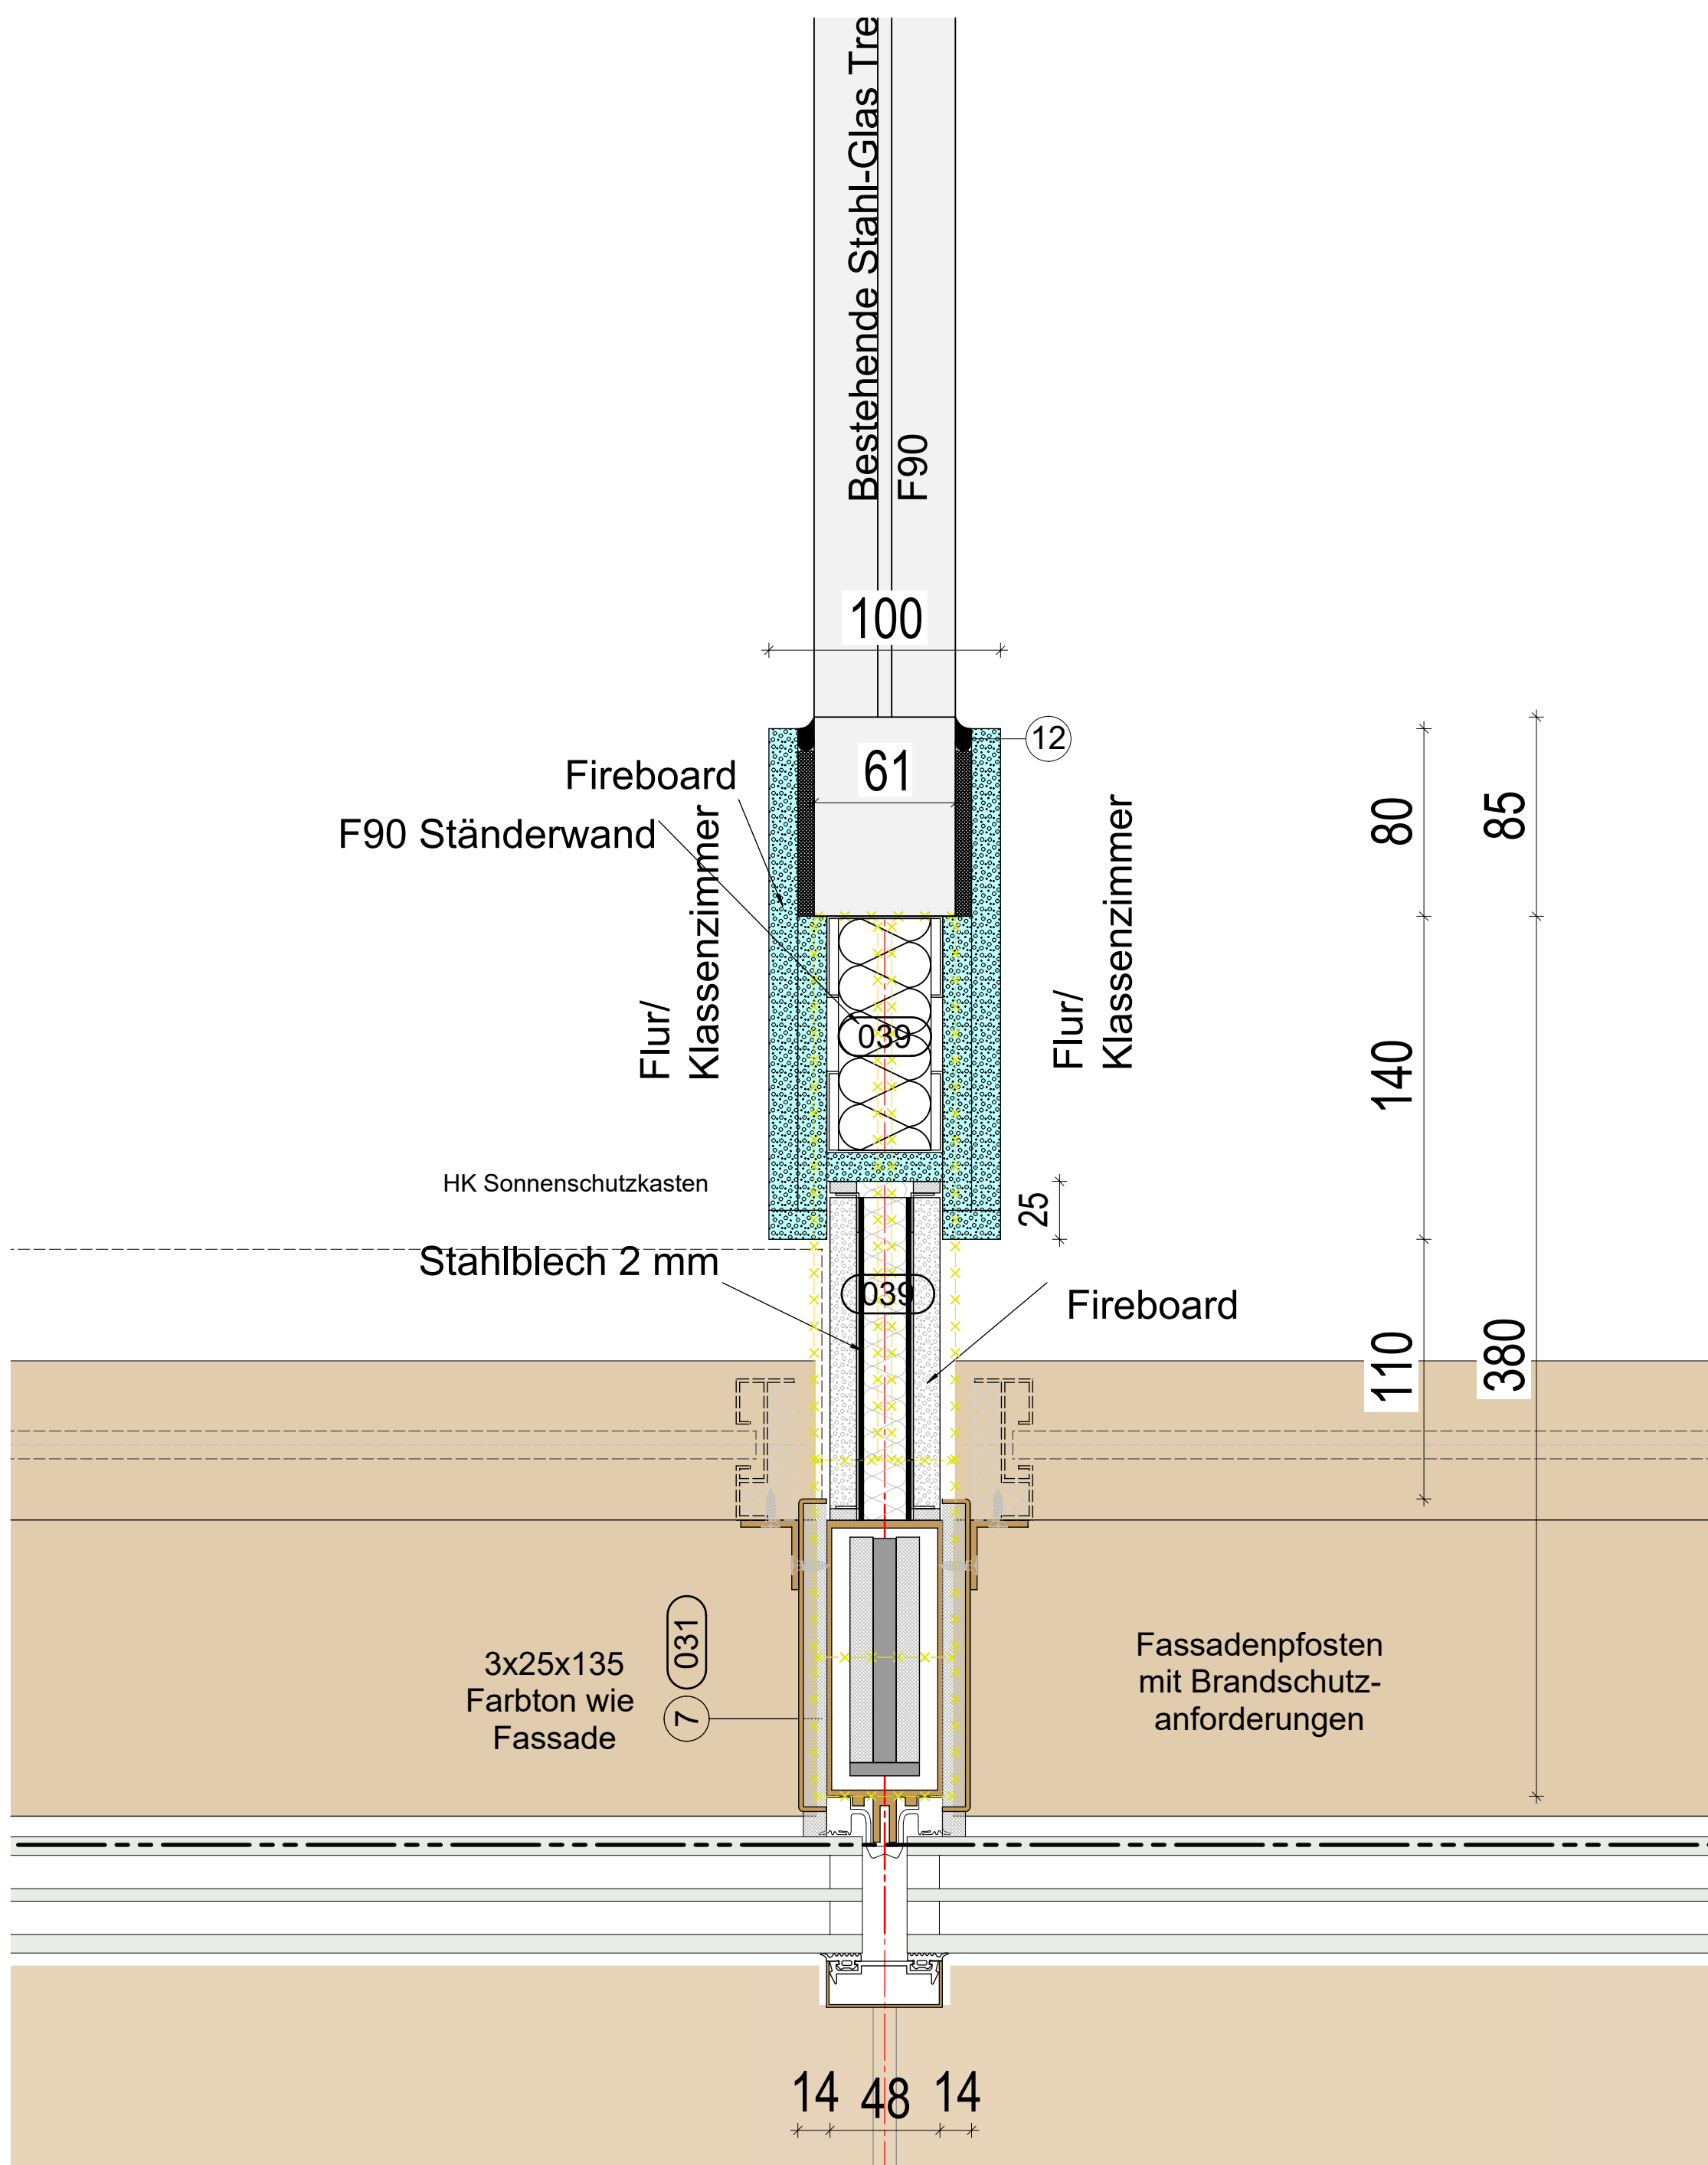 Bestehende Stahl-Glas Tre
F90
100
12
61
Fireboard
F90 Ständerwand
80
85
Flur/
Klassenzimmer
Flur/
Klassenzimmer
039
140
HK Sonnenschutzkasten
25
Stahlblech 2 mm
039
Fireboard
110
380
031
3x25x135
Farbton wie
Fassade
7
Fassadenpfosten
mit Brandschutz-
anforderungen
14
48
14